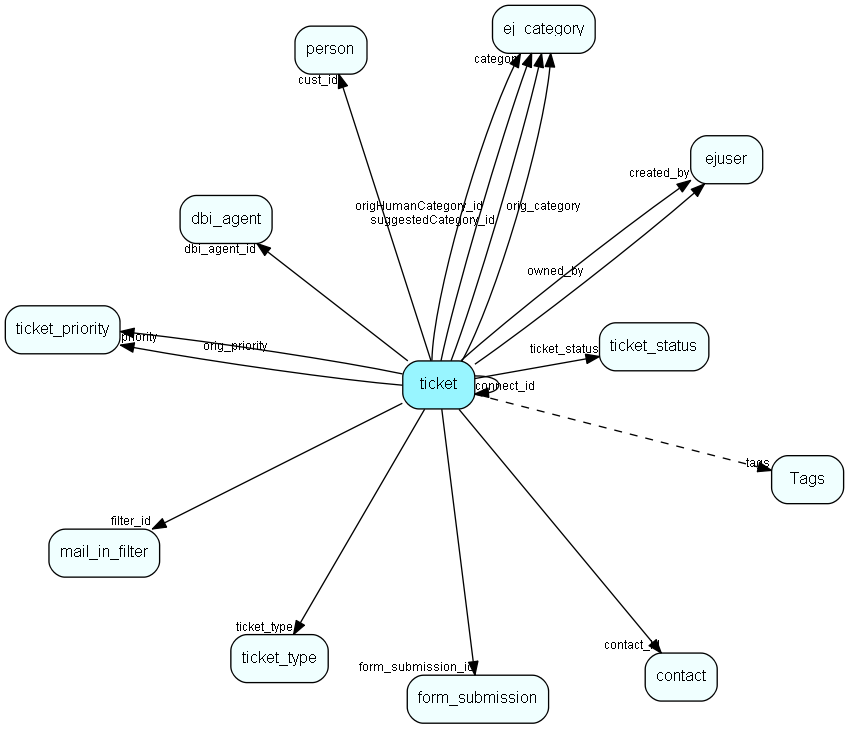 ej_category
person
category
cust_id
ejuser
created_by
origHumanCategory_id
orig_category
suggestedCategory_id
dbi_agent
dbi_agent_id
owned_by
ticket_priority
priority
orig_priority
ticket_status
ticket_status
ticket
connect_id
tags
Tags
filter_id
mail_in_filter
ticket_type
ticket_type
contact_id
form_submission_id
contact
form_submission